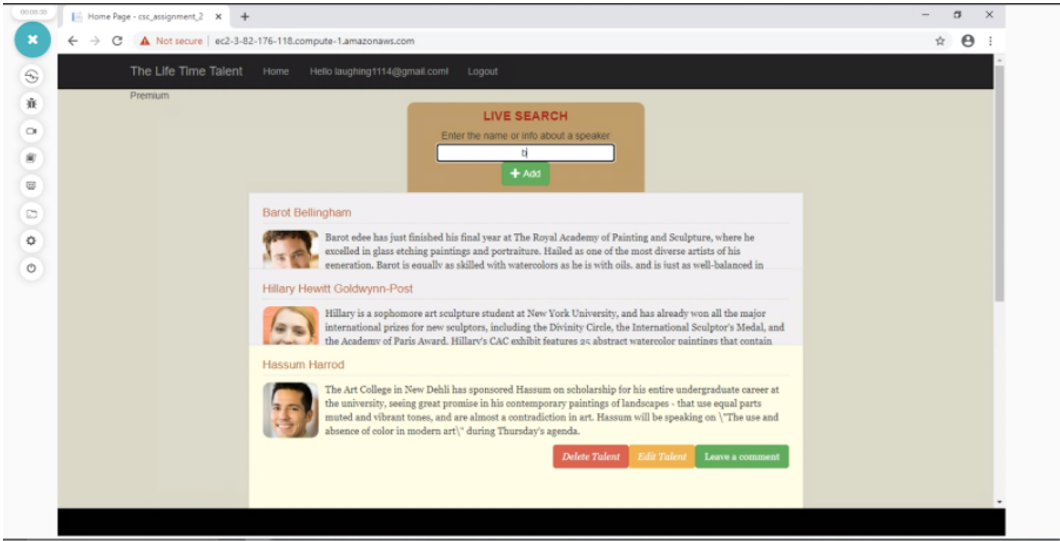 00:08:38
Home Page - csc_assignment_2
Not secure | ec2-3-82-176-118.compute-1.amazonaws.com
The Life Time Talent Home Hello laughing1114@gmail.com! Logout
Premium
LIVE SEARCH
Enter the name or info about a speaker
b
Add
Barot Bellingham
Barot edee has just finished his final year at The Royal Academy of Painting and Sculpture, where he
excelled in glass etching paintings and portraiture. Hailed as one of the most diverse artists of his
generation, Barot is equally as skilled with watercolors as he is with oils, and is just as well-balanced in
Hillary Hewitt Goldwynn-Post
Hillary is a sophomore art sculpture student at New York University, and has already won all the major
international prizes for new sculptors, including the Divinity Circle, the International Sculptor's Medal, and
the Academy of Paris Award. Hillary's CAC exhibit features 25 abstract watercolor paintings that contain
Hassum Harrod
The Art College in New Dehli has sponsored Hassum on scholarship for his entire undergraduate career at
the university, seeing great promise in his contemporary paintings of landscapes - that use equal parts
muted and vibrant tones, and are almost a contradiction in art. Hassum will be speaking on \"The use and
absence of color in modern art\" during Thursday's agenda.
Delete Talent Edit Talent Leave a comment